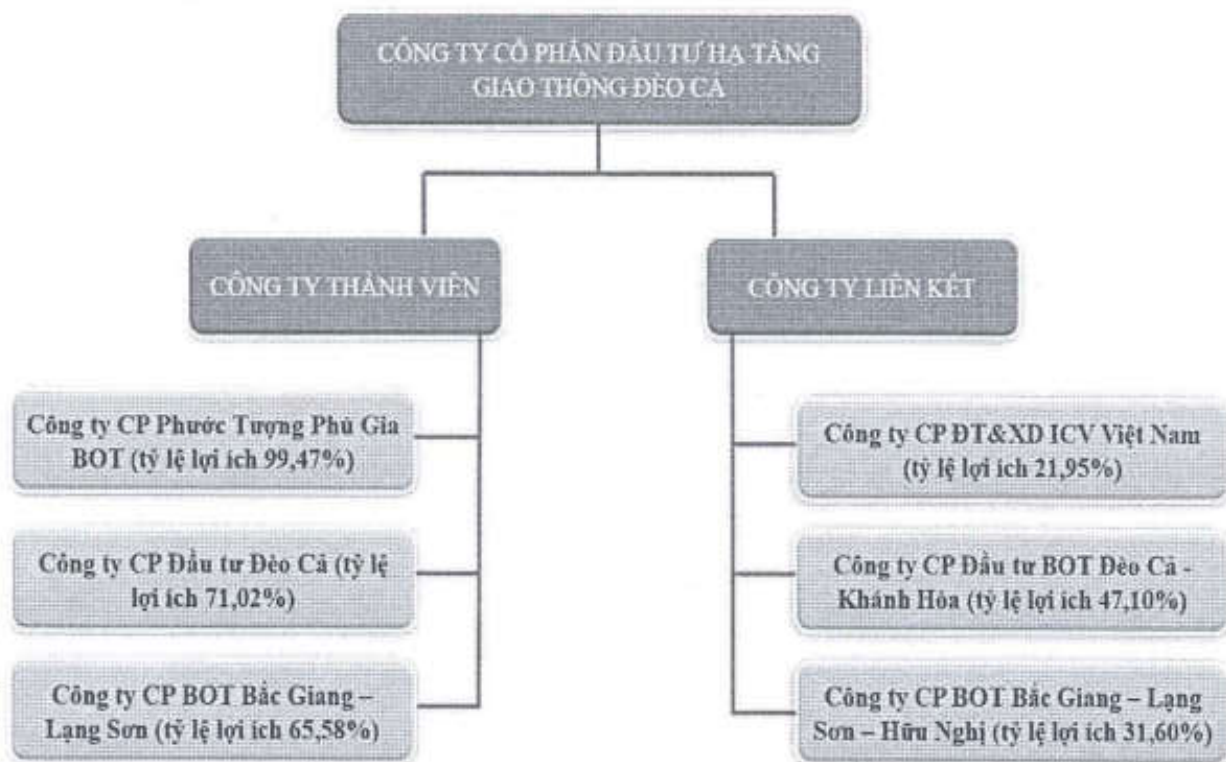 CÔNG TY CỔ PHẦN ĐẦU TƯ HẠ TẦNG
GIAO THÔNG ĐÈO CẢ
CÔNG TY THÀNH VIÊN
Công ty CP Phước Tượng Phú Gia
BOT (tỷ lệ lợi ích 99,47%)
Công ty CP Đầu tư Đèo Cả (tỷ lệ
lợi ích 71,02%)
Công ty CP BOT Bắc Giang –
Lạng Sơn (tỷ lệ lợi ích 65,58%)
CÔNG TY LIÊN KẾT
Công ty CP ĐT&XD ICV Việt Nam
(tỷ lệ lợi ích 21,95%)
Công ty CP Đầu tư BOT Đèo Cả -
Khánh Hòa (tỷ lệ lợi ích 47,10%)
Công ty CP BOT Bắc Giang – Lạng
Sơn – Hữu Nghị (tỷ lệ lợi ích 31,60%)